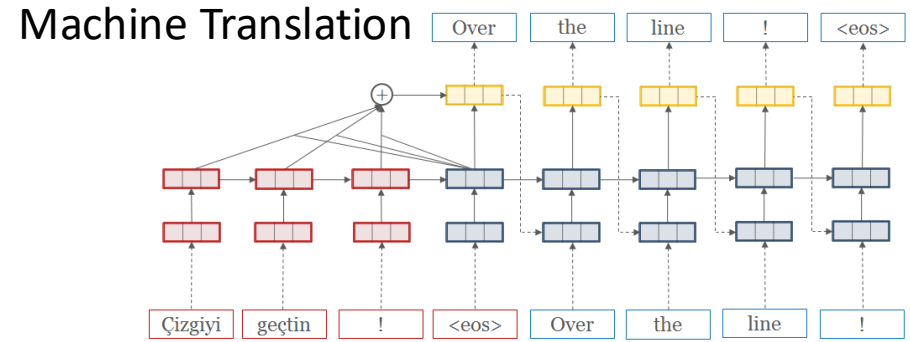 Machine Translation
Over the line ! <eos>
+
Çizgiyi geçtin ! <eos> Over the line !